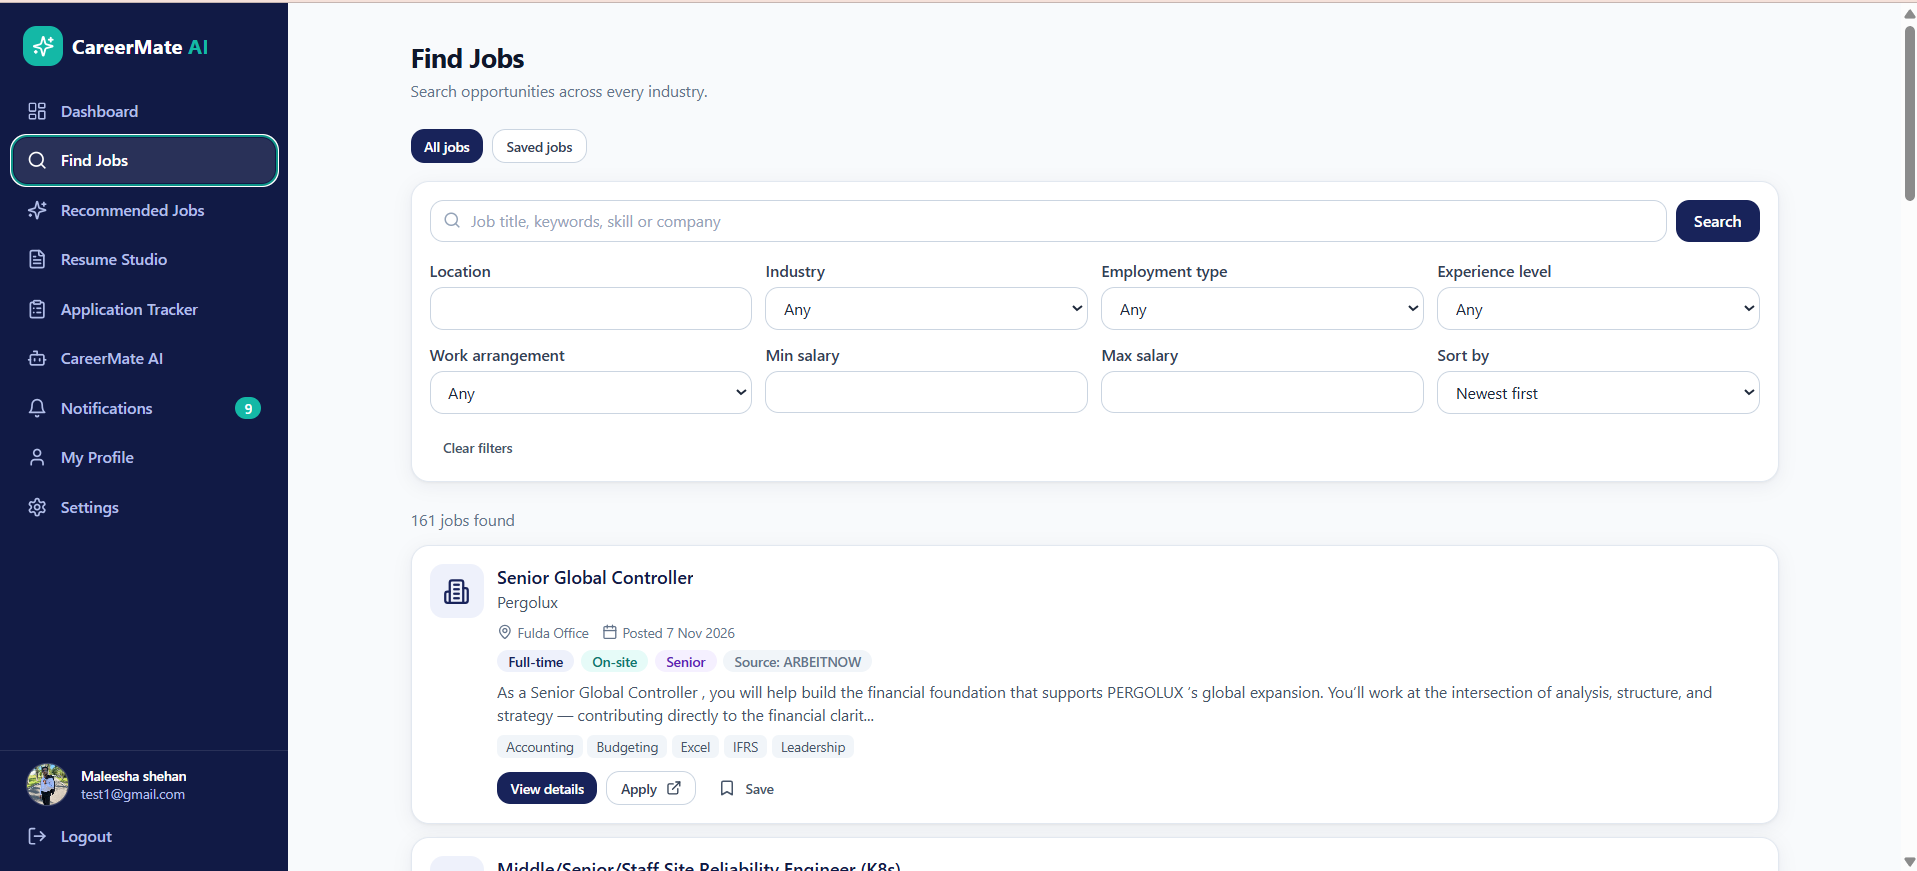 CareerMate AI
Dashboard
Find Jobs
Recommended Jobs
Resume Studio
Application Tracker
CareerMate AI
Notifications 9
My Profile
Settings
Maleesha shehan
test1@gmail.com
Logout
Find Jobs
Search opportunities across every industry.
All jobs Saved jobs
Job title, keywords, skill or company Search
Location Industry Employment type Experience level
Any Any Any
Work arrangement Min salary Max salary Sort by
Any Newest first
Clear filters
161 jobs found
Senior Global Controller
Pergolux
Fulda Office Posted 7 Nov 2026
Full-time On-site Senior Source: ARBEITNOW
As a Senior Global Controller , you will help build the financial foundation that supports PERGOLUX ‘s global expansion. You’ll work at the intersection of analysis, structure, and
strategy — contributing directly to the financial clarit...
Accounting Budgeting Excel IFRS Leadership
View details Apply Save
Middle/Senior/Staff Site Reliability Engineer (K8s)